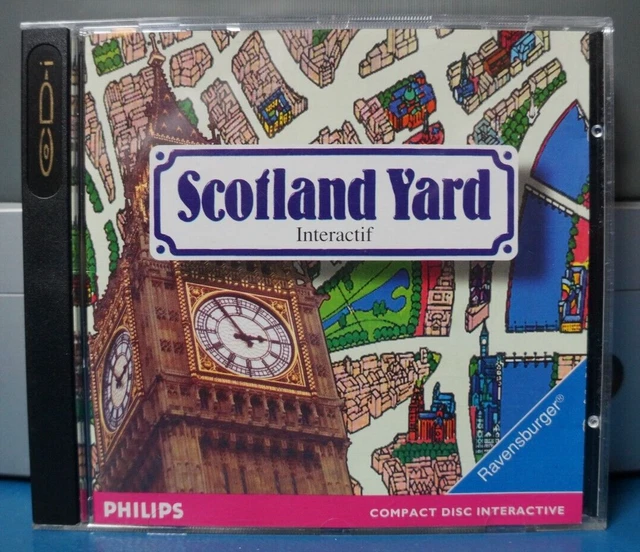 CD-i
Scotland Yard
Interactif
Ravensburger®
PHILIPS
COMPACT DISC INTERACTIVE